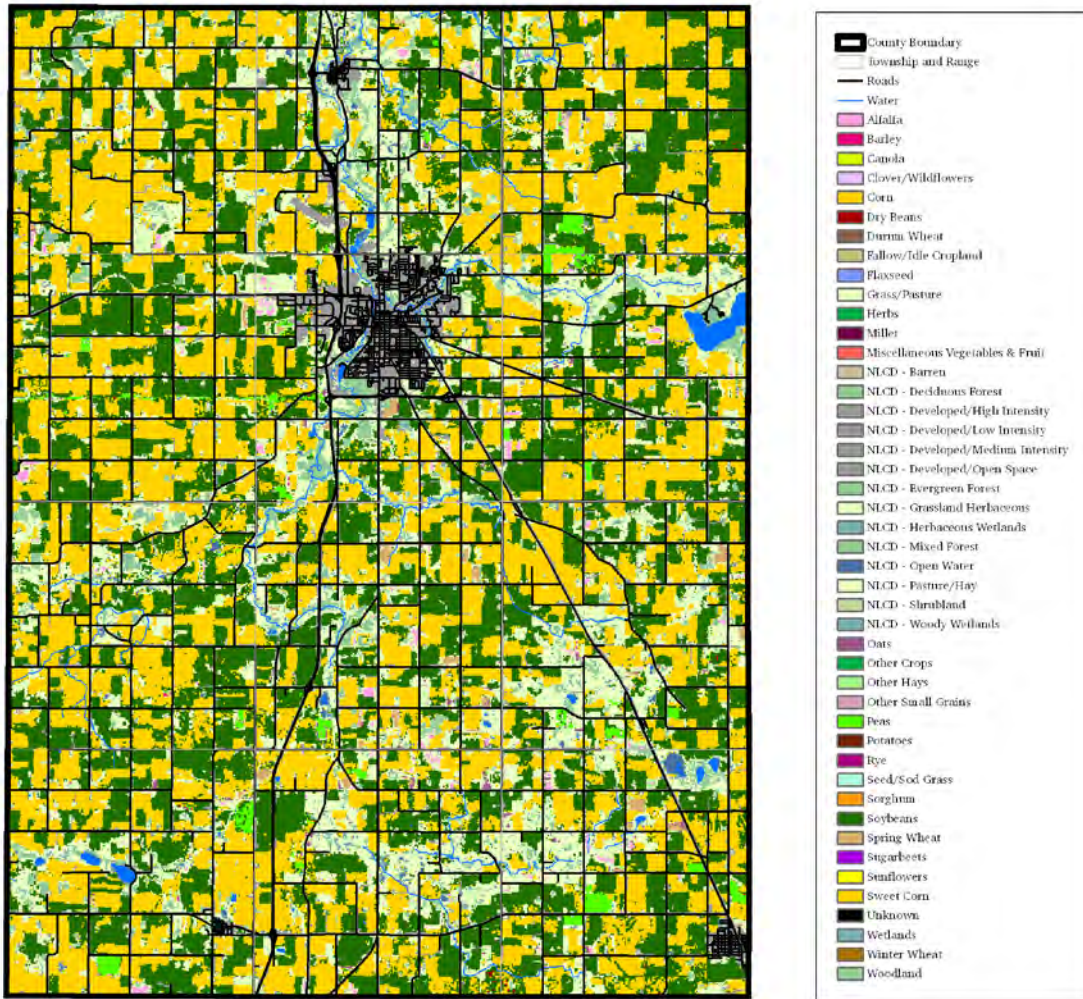 County Boundary
Township and Range
Roads
Water
Alfalfa
Barley
Canola
Clover/Wildflowers
Corn
Dry Beans
Durum Wheat
Fallow/Idle Cropland
Flaxseed
Grass/Pasture
Herbs
Millet
Miscellaneous Vegetables & Fruit
NLCD - Barren
NLCD - Deciduous Forest
NLCD - Developed/High Intensity
NLCD - Developed/Low Intensity
NLCD - Developed/Medium Intensity
NLCD - Developed/Open Space
NLCD - Evergreen Forest
NLCD - Grassland Herbaceous
NLCD - Herbaceous Wetlands
NLCD - Mixed Forest
NLCD - Open Water
NLCD - Pasture/Hay
NLCD - Shrubland
NLCD - Woody Wetlands
Oats
Other Crops
Other Hays
Other Small Grains
Peas
Potatoes
Rye
Seed/Sod Grass
Sorghum
Soybeans
Spring Wheat
Sugarbeets
Sunflowers
Sweet Corn
Unknown
Wetlands
Winter Wheat
Woodland